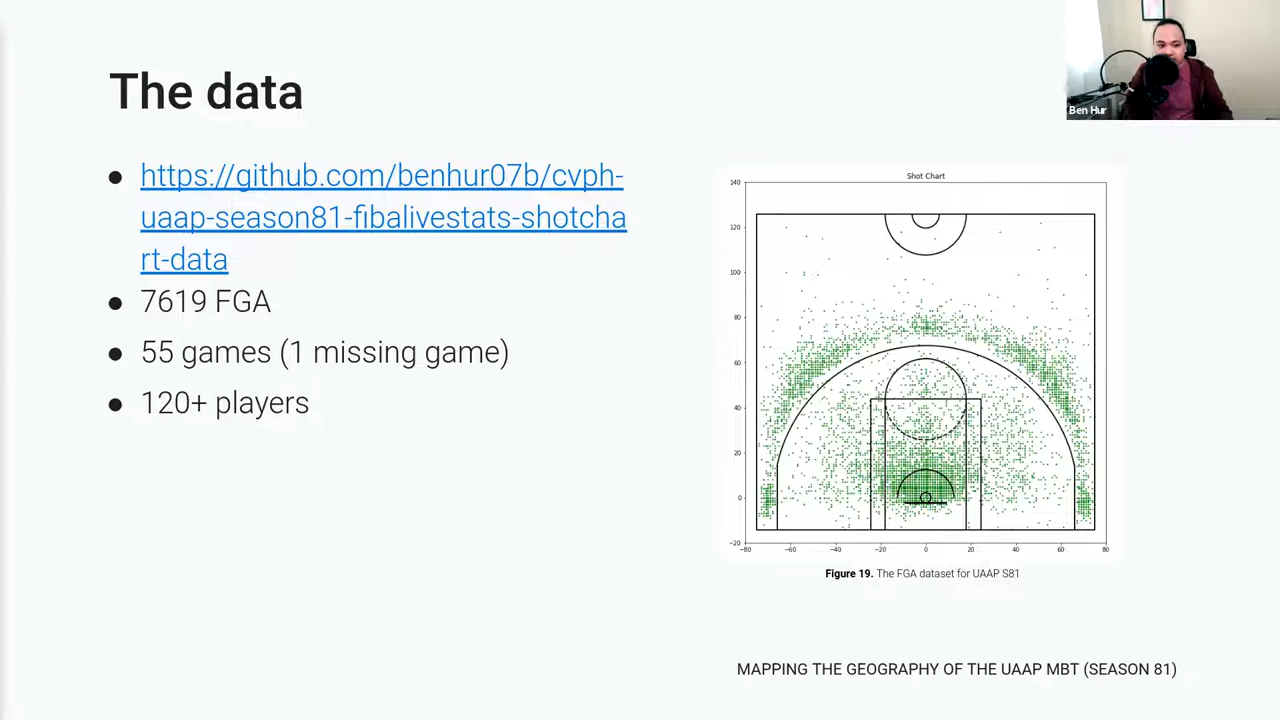 The data
Ben Hur
● https://github.com/benhur07b/cvph-
uaap-season81-fibalivestats-shotcha
rt-data
● 7619 FGA
● 55 games (1 missing game)
● 120+ players
Shot Chart
140
120
100
80
60
40
20
0
−20
−80 −60 −40 −20 0 20 40 60 80
Figure 19. The FGA dataset for UAAP S81
MAPPING THE GEOGRAPHY OF THE UAAP MBT (SEASON 81)